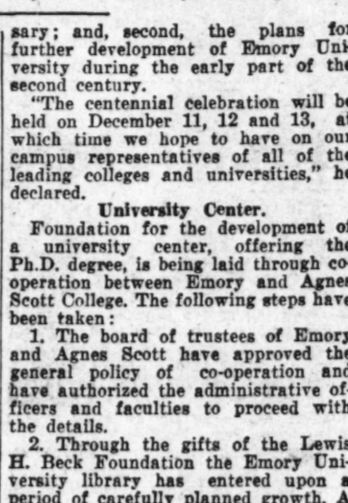 sary; and, second, the plans for
further development of Emory Uni-
versity during the early part of the
second century.
"The centennial celebration will be
held on December 11, 12 and 13, at
which time we hope to have on our
campus representatives of all of the
leading colleges and universities," he
declared.
University Center.
Foundation for the development of
a university center, offering the
Ph.D. degree, is being laid through co-
operation between Emory and Agnes
Scott College. The following steps have
been taken:
1. The board of trustees of Emory
and Agnes Scott have approved the
general policy of co-operation and
have authorized the administrative of-
ficers and faculties to proceed with
the details.
2. Through the gifts of the Lewis
H. Beck Foundation the Emory Uni-
versity library has entered upon a
period of carefully planned growth. A